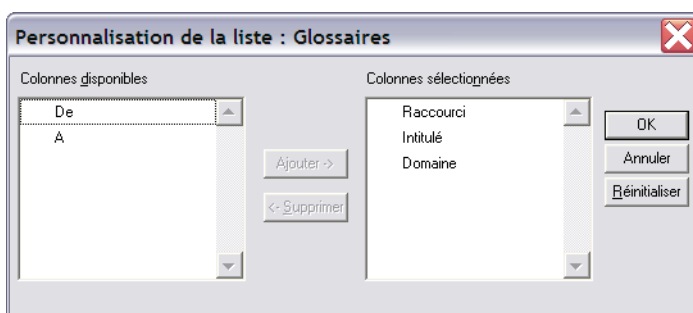 Personnalisation de la liste : Glossaires
Colonnes disponibles
Colonnes sélectionnées
De
A
Raccourci
Intitulé
Domaine
Ajouter ->
<- Supprimer
OK
Annuler
Réinitialiser